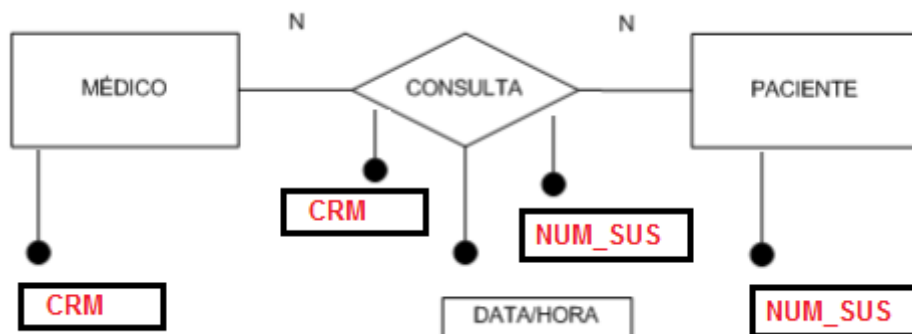 N N
MÉDICO CONSULTA PACIENTE
CRM
NUM_SUS
CRM
DATA/HORA
NUM_SUS